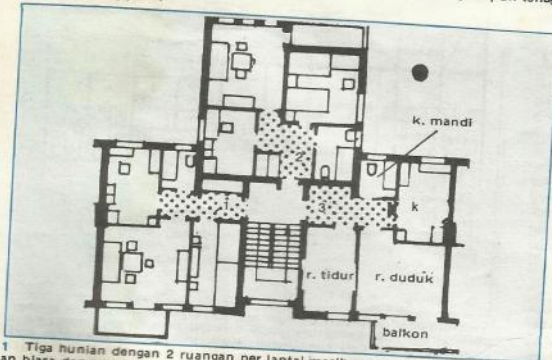 k. mandi
2
1
3
k
r. tidur
r. duduk
balkon
1 Tiga hunian dengan 2 ruangan per lantai